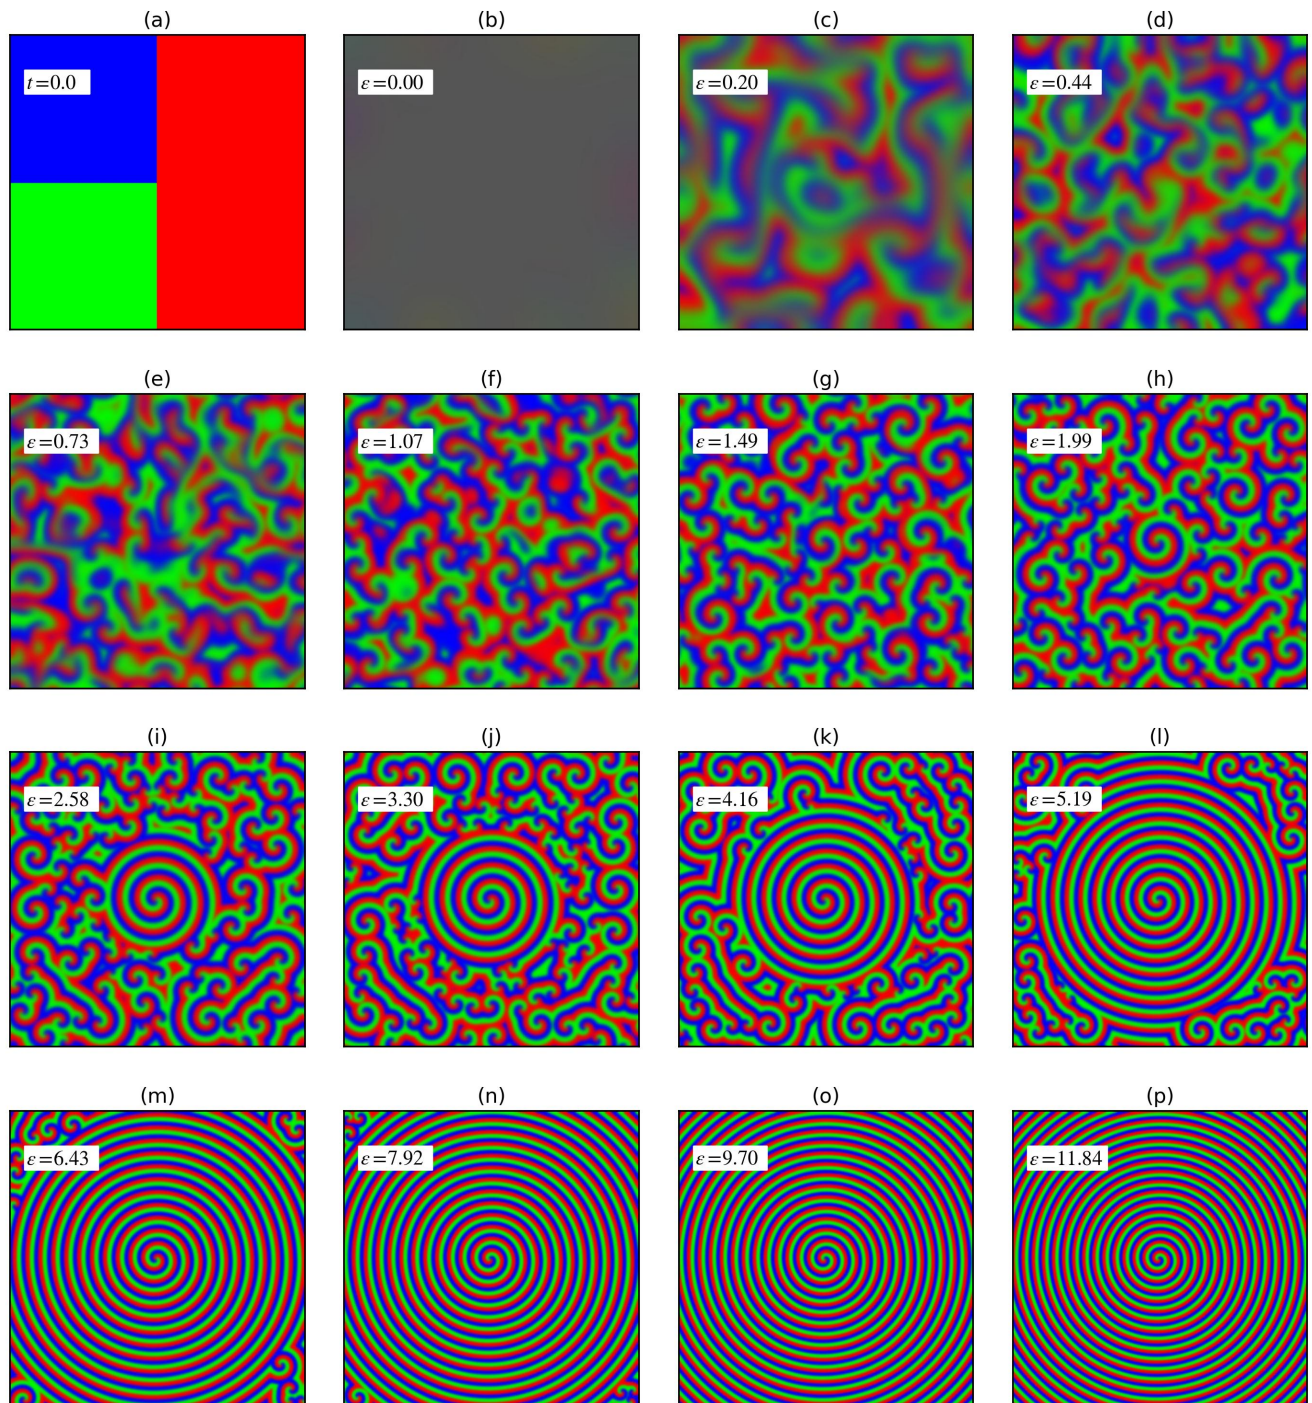 (a)
(b)
(c)
(d)
t=0.0
ε=0.00
ε=0.20
ε=0.44
(e)
(f)
(g)
(h)
ε=0.73
ε=1.07
ε=1.49
ε=1.99
(i)
(j)
(k)
(l)
ε=2.58
ε=3.30
ε=4.16
ε=5.19
(m)
(n)
(o)
(p)
ε=6.43
ε=7.92
ε=9.70
ε=11.84